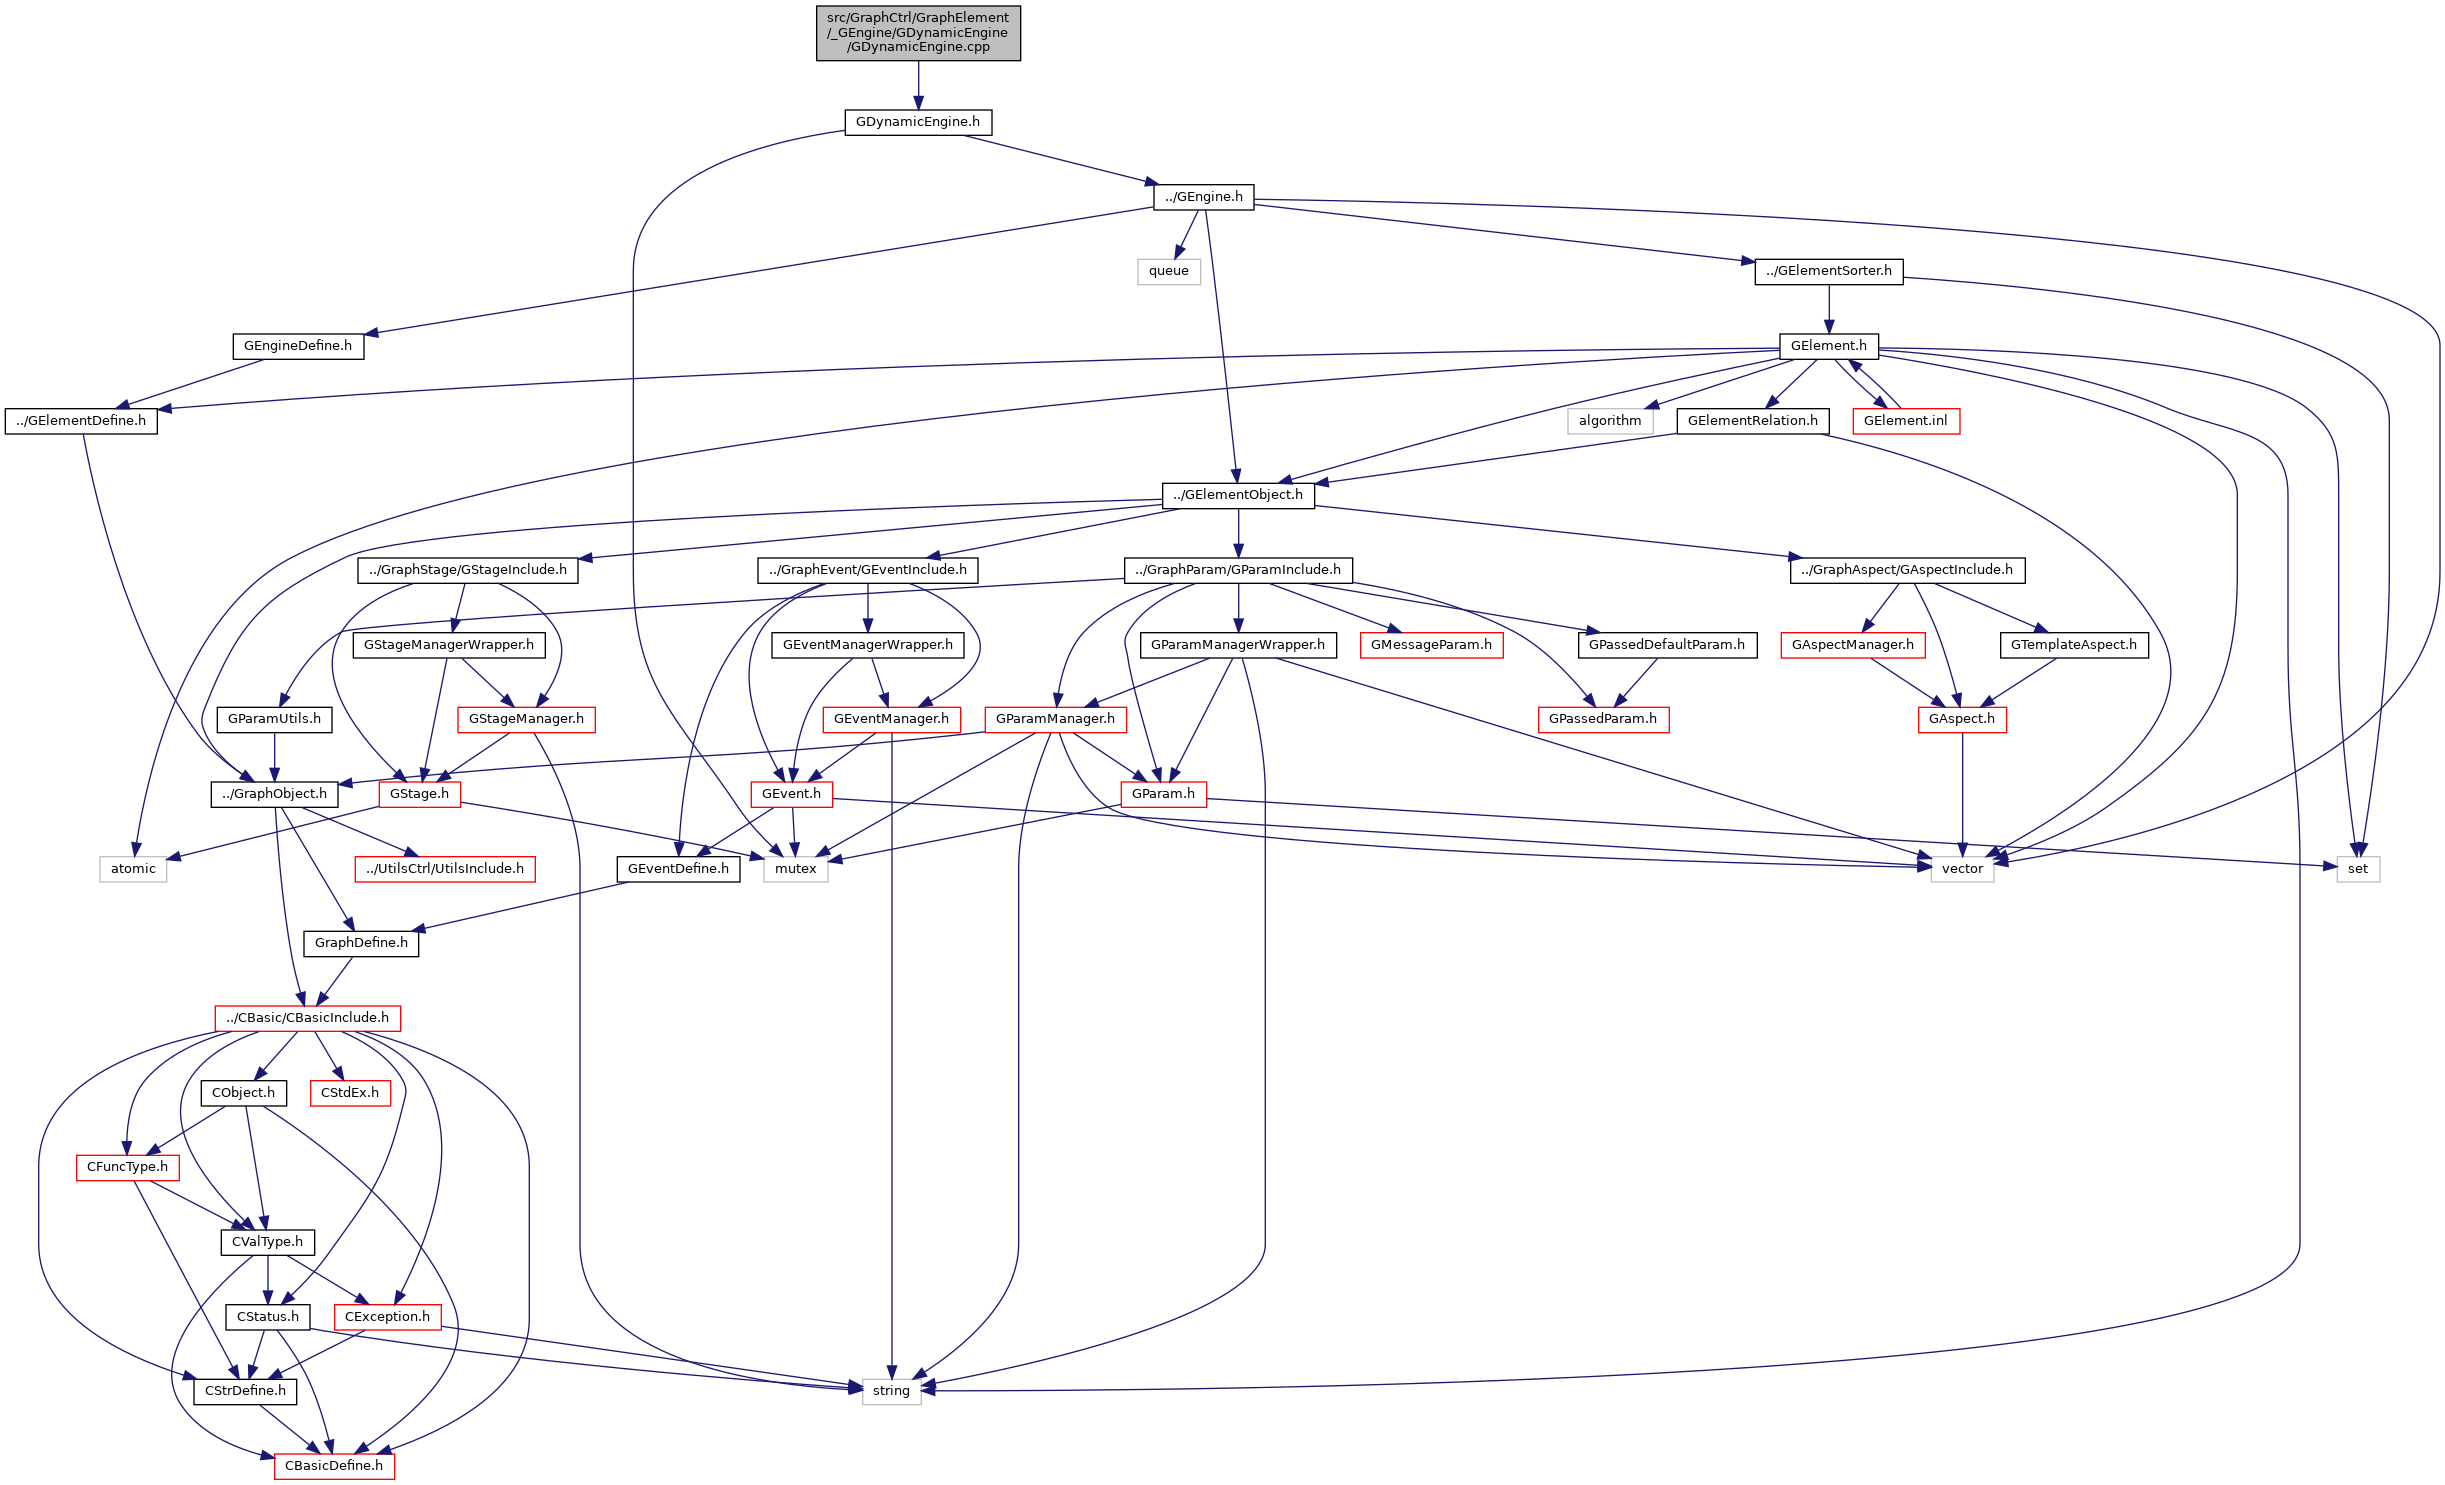 src/GraphCtrl/GraphElement
/_GEngine/GDynamicEngine
/GDynamicEngine.cpp
GDynamicEngine.h
../GEngine.h
queue
../GElementSorter.h
GEngineDefine.h
GElement.h
../GElementDefine.h
algorithm
GElementRelation.h
GElement.inl
../GElementObject.h
../GraphStage/GStageInclude.h
../GraphEvent/GEventInclude.h
../GraphParam/GParamInclude.h
../GraphAspect/GAspectInclude.h
GStageManagerWrapper.h
GEventManagerWrapper.h
GParamManagerWrapper.h
GMessageParam.h
GPassedDefaultParam.h
GAspectManager.h
GTemplateAspect.h
GParamUtils.h
GStageManager.h
GEventManager.h
GParamManager.h
GPassedParam.h
GAspect.h
../GraphObject.h
GStage.h
GEvent.h
GParam.h
atomic
../UtilsCtrl/UtilsInclude.h
GEventDefine.h
mutex
vector
set
GraphDefine.h
../CBasic/CBasicInclude.h
CObject.h
CStdEx.h
CFuncType.h
CValType.h
CStatus.h
CException.h
CStrDefine.h
string
CBasicDefine.h